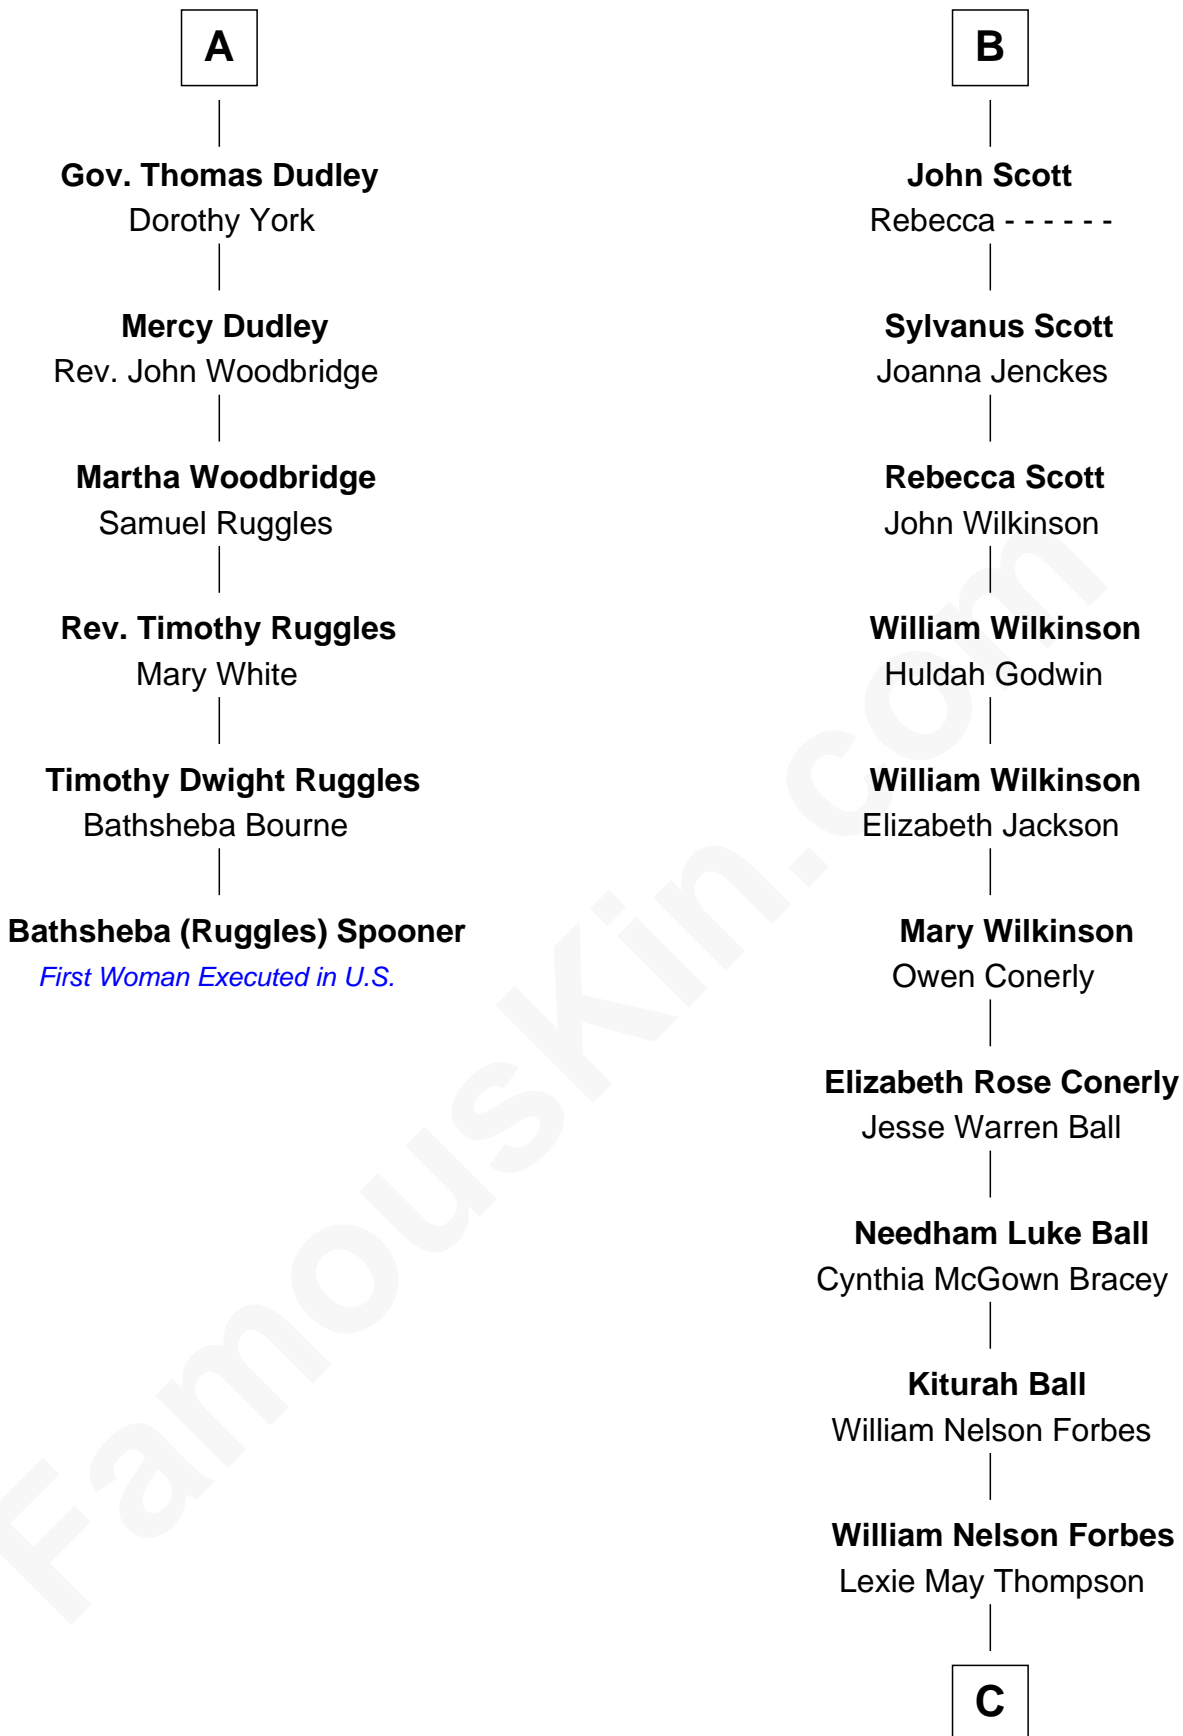 A
Gov. Thomas Dudley
Dorothy York
Mercy Dudley
Rev. John Woodbridge
Martha Woodbridge
Samuel Ruggles
Rev. Timothy Ruggles
Mary White
Timothy Dwight Ruggles
Bathsheba Bourne
Bathsheba (Ruggles) Spooner
First Woman Executed in U.S.
B
John Scott
Rebecca - - - - - -
Sylvanus Scott
Joanna Jenckes
Rebecca Scott
John Wilkinson
William Wilkinson
Huldah Godwin
William Wilkinson
Elizabeth Jackson
Mary Wilkinson
Owen Conerly
Elizabeth Rose Conerly
Jesse Warren Ball
Needham Luke Ball
Cynthia McGown Bracey
Kiturah Ball
William Nelson Forbes
William Nelson Forbes
Lexie May Thompson
C
FamousKin.com